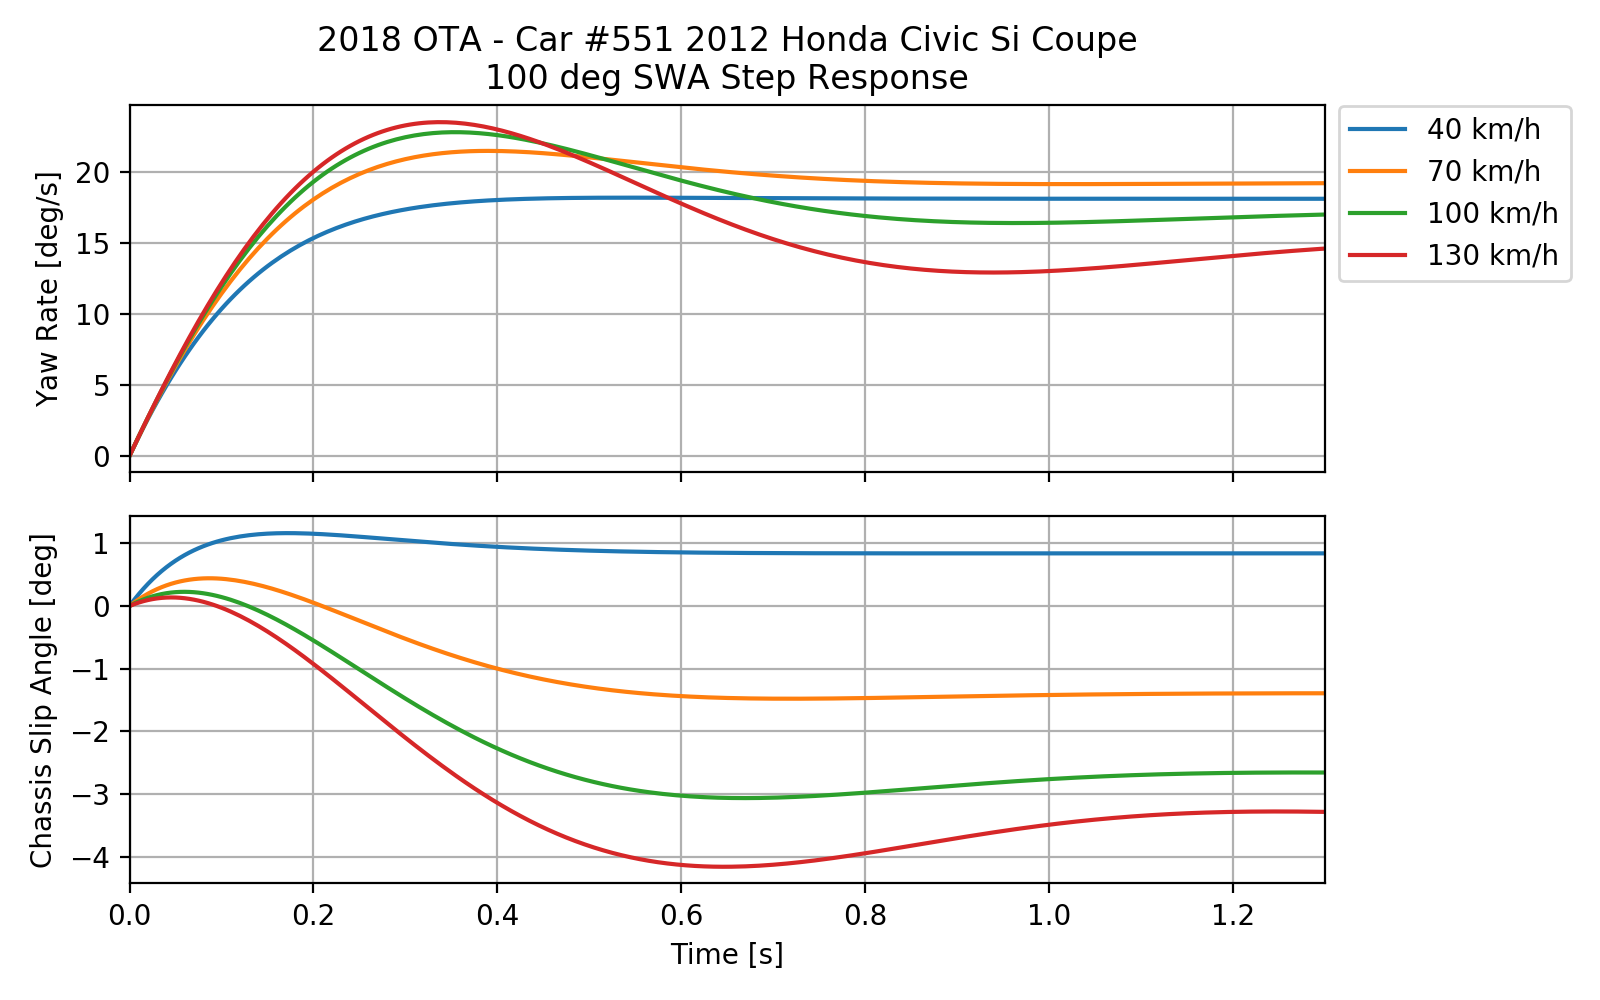 2018 OTA - Car #551 2012 Honda Civic Si Coupe
100 deg SWA Step Response
Yaw Rate [deg/s]
20
15
10
5
0
40 km/h
70 km/h
100 km/h
130 km/h
Chassis Slip Angle [deg]
1
0
−1
−2
−3
−4
0.0 0.2 0.4 0.6 0.8 1.0 1.2
Time [s]